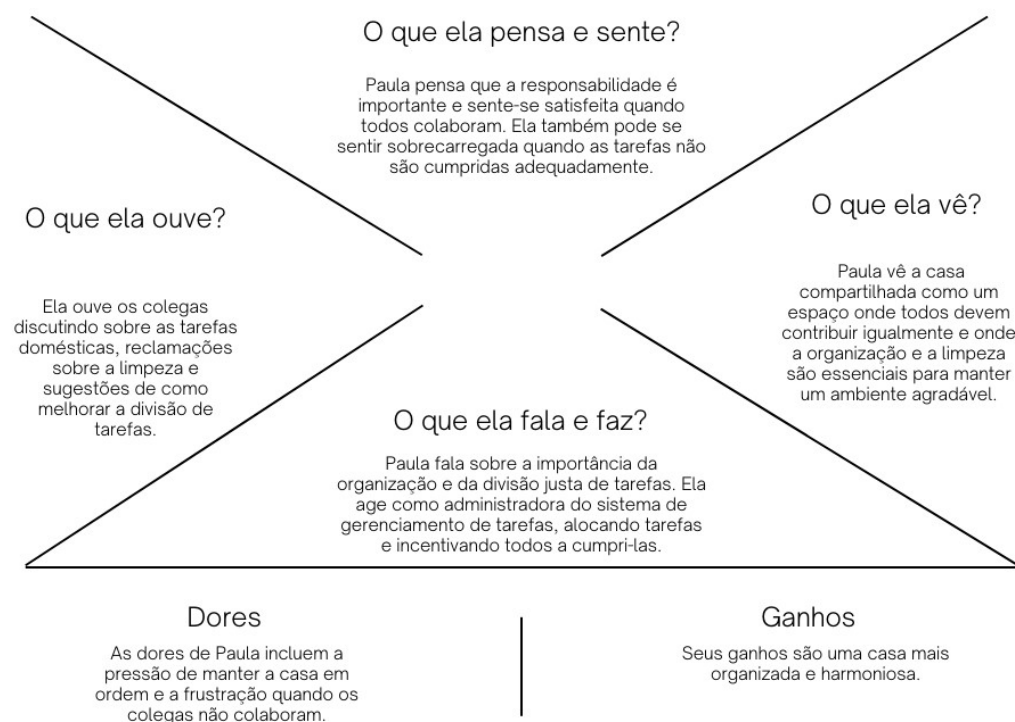 O que ela pensa e sente?
Paula pensa que a responsabilidade é
importante e sente-se satisfeita quando
todos colaboram. Ela também pode se
sentir sobrecarregada quando as tarefas não
são cumpridas adequadamente.
O que ela ouve?
Ela ouve os colegas
discutindo sobre as tarefas
domésticas, reclamações
sobre a limpeza e
sugestões de como
melhorar a divisão de
tarefas.
O que ela vê?
Paula vê a casa
compartilhada como um
espaço onde todos devem
contribuir igualmente e onde
a organização e a limpeza
são essenciais para manter
um ambiente agradável.
O que ela fala e faz?
Paula fala sobre a importância da
organização e da divisão justa de tarefas. Ela
age como administradora do sistema de
gerenciamento de tarefas, alocando tarefas
e incentivando todos a cumpri-las.
Dores
As dores de Paula incluem a
pressão de manter a casa em
ordem e a frustração quando os
colegas não colaboram.
Ganhos
Seus ganhos são uma casa mais
organizada e harmoniosa.